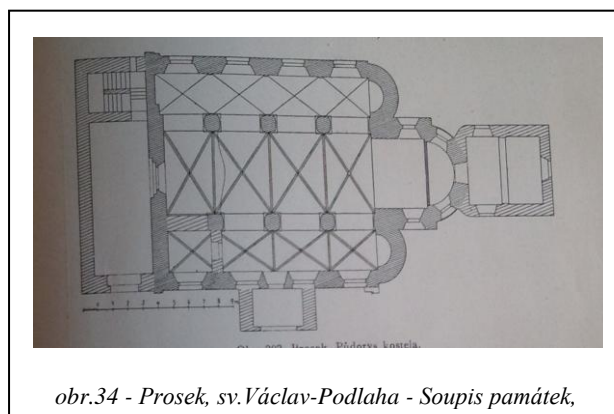 Prosek. Půdorys kostela.
obr.34 - Prosek, sv.Václav-Podlaha - Soupis památek,